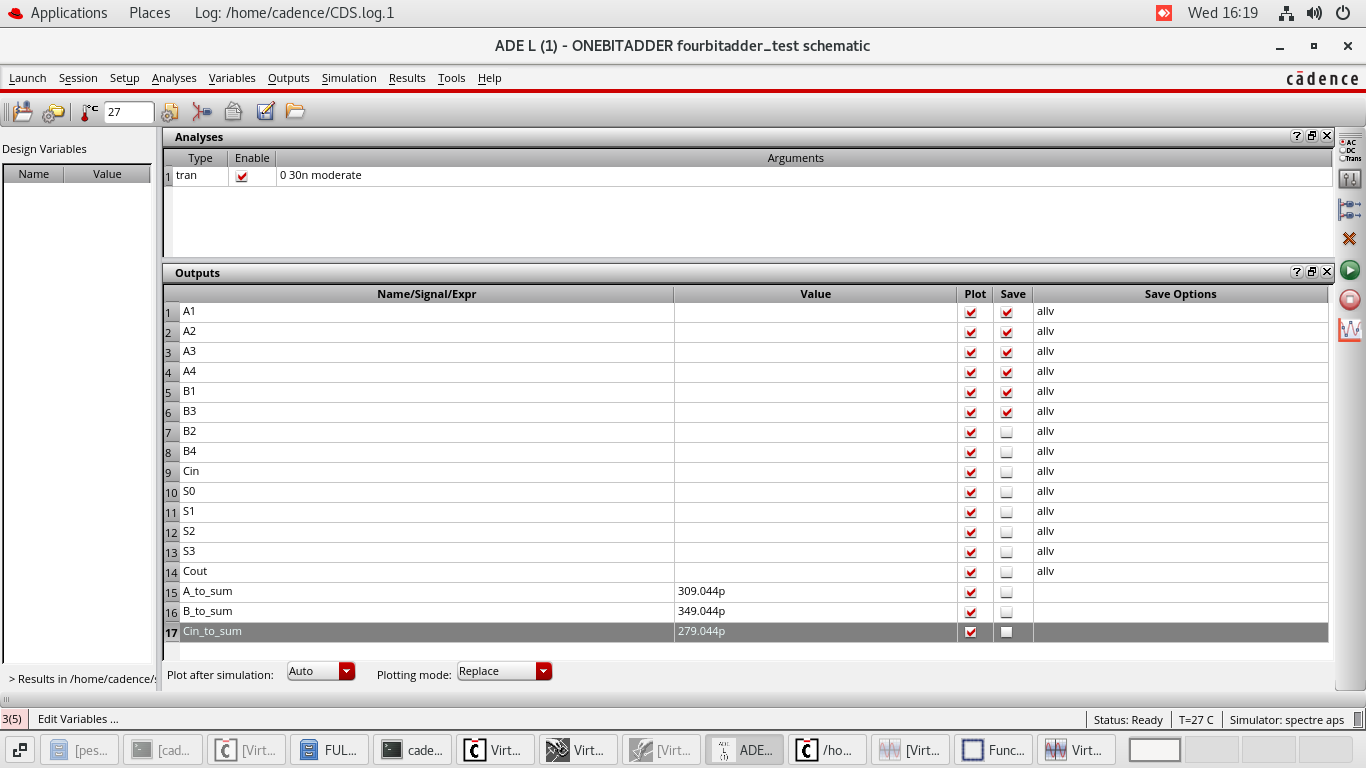 Applications Places Log: /home/cadence/CDS.log.1 Wed 16:19
ADE L (1) - ONEBITADDER fourbitadder_test schematic
Launch Session Setup Analyses Variables Outputs Simulation Results Tools Help cādence
°C 27
Design Variables
Name Value
> Results in /home/cadence/s
Analyses
Type Enable Arguments
1 tran 0 30n moderate
Outputs
Name/Signal/Expr Value Plot Save Save Options
1 A1 allv
2 A2 allv
3 A3 allv
4 A4 allv
5 B1 allv
6 B3 allv
7 B2 allv
8 B4 allv
9 Cin allv
10 S0 allv
11 S1 allv
12 S2 allv
13 S3 allv
14 Cout allv
15 A_to_sum 309.044p
16 B_to_sum 349.044p
17 Cin_to_sum 279.044p
Plot after simulation: Auto Plotting mode: Replace
AC
DC
Trans
3(5) Edit Variables ... Status: Ready T=27 C Simulator: spectre aps
[pes... [cad... [Virt... FUL... cade... Virt... Virt... [Virt... ADE L (1) ADE... /ho... [Virt... Func... Virt...